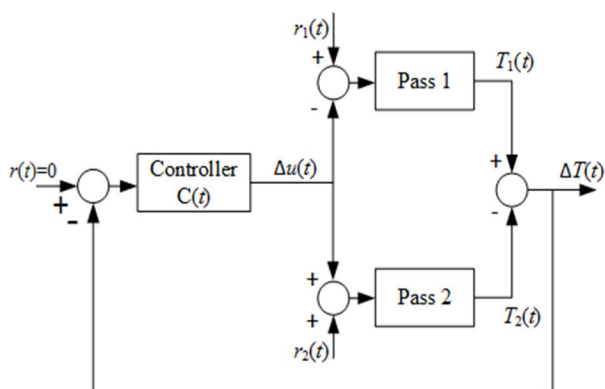 r₁(t)
+
-
Pass 1
T₁(t)
r(t)=0
+
-
Controller
C(t)
Δu(t)
+
-
ΔT(t)
+
+
r₂(t)
Pass 2
T₂(t)